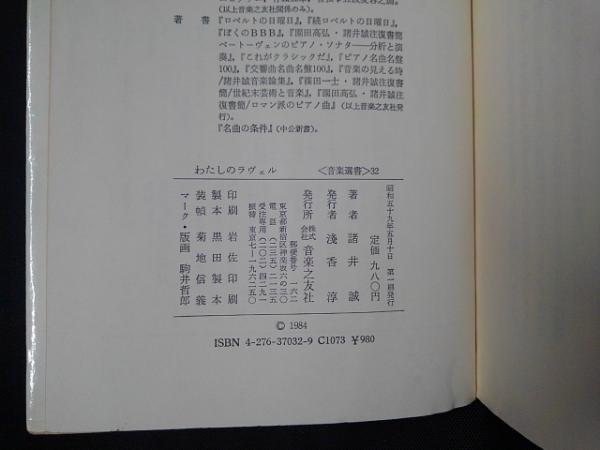 (以上音楽之友社関係のみ)。
著書『ロベルトの日曜日』、『続ロベルトの日曜日』、
『ぼくのBBB』、『園田高弘・諸井誠往復書簡/
ベートーヴェンのピアノ・ソナタ——分析と演
奏』、『これがクラシックだ』、『ピアノ名曲名盤
100』、『交響曲名曲名盤100』、『音楽の見える時
/諸井誠音楽論集』、『篠田一士・諸井誠往復書
簡/世紀末芸術と音楽』、『園田高弘・諸井誠往
復書簡/ロマン派のピアノ曲』(以上音楽之友社発
行)。
『名曲の条件』(中公新書)。
わたしのラヴェル 〈音楽選書〉32
昭和五十九年五月十日 第一刷発行
定価 九八〇円
著者 諸井誠
発行者 淺香淳
発行所 株式会社 音楽之友社
郵便番号 一六二
東京都新宿区神楽坂六の三〇
電話 (二三五)二一一三五
受注専用 (二〇二)四二九一
振替 東京七—一九六二五〇
印刷 岩佐印刷
製本 黒田製本
装幀 菊地信義
マーク・版画 駒井哲郎
© 1984
ISBN 4-276-37032-9 C1073 ¥980